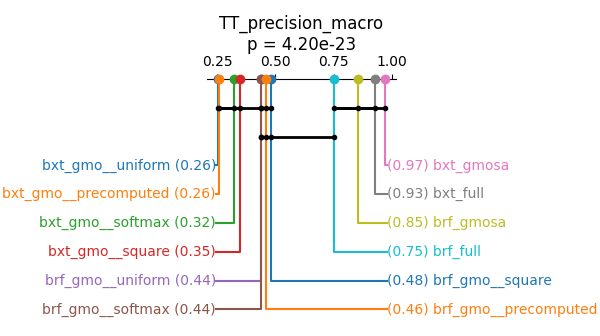 TT_precision_macro
p = 4.20e-23
0.25 0.50 0.75 1.00
bxt_gmo__uniform (0.26) (0.97) bxt_gmosa
bxt_gmo__precomputed (0.26) (0.93) bxt_full
bxt_gmo__softmax (0.32) (0.85) brf_gmosa
bxt_gmo__square (0.35) (0.75) brf_full
brf_gmo__uniform (0.44) (0.48) brf_gmo__square
brf_gmo__softmax (0.44) (0.46) brf_gmo__precomputed